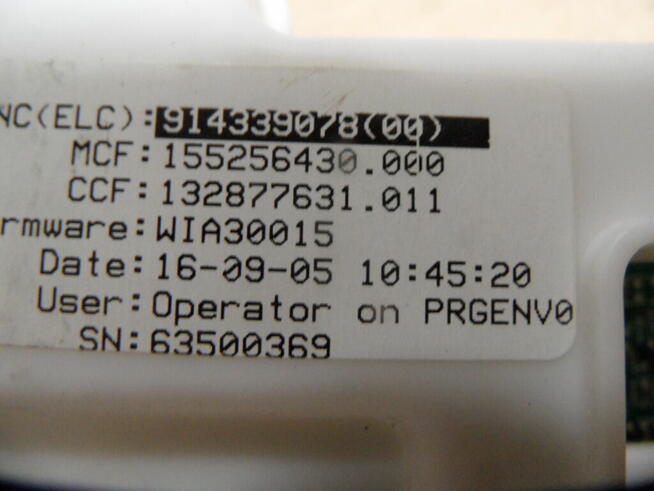 NC(ELC):914339078(00)
MCF:155256430.000
CCF:132877631.011
rmware:WIA30015
Date:16-09-05 10:45:20
User:Operator on PRGENV0
SN:63500369